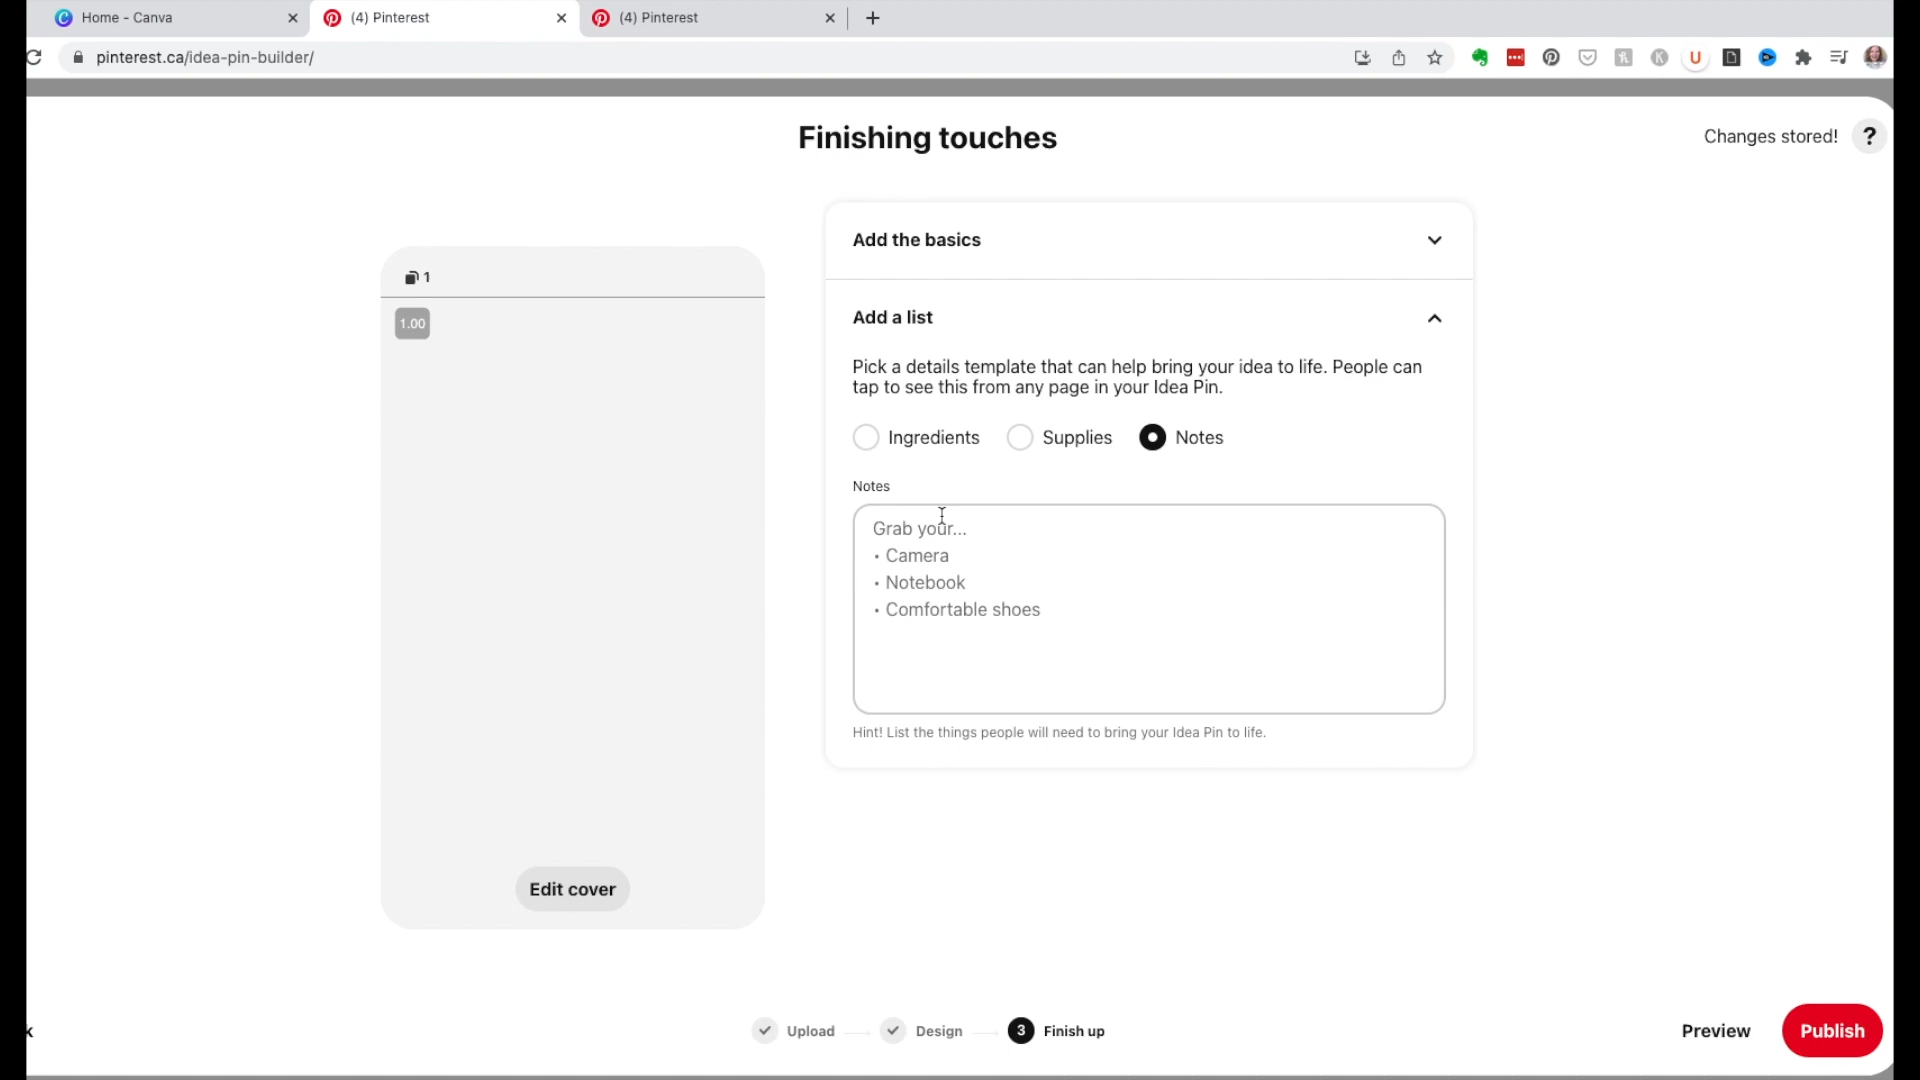 Home - Canva
(4) Pinterest
(4) Pinterest
pinterest.ca/idea-pin-builder/
Finishing touches
Changes stored!
?
Add the basics
1
1.00
Add a list
Pick a details template that can help bring your idea to life. People can
tap to see this from any page in your Idea Pin.
Ingredients
Supplies
Notes
Notes
Grab your...
• Camera
• Notebook
• Comfortable shoes
Hint! List the things people will need to bring your Idea Pin to life.
Edit cover
k
Upload
Design
3 Finish up
Preview
Publish